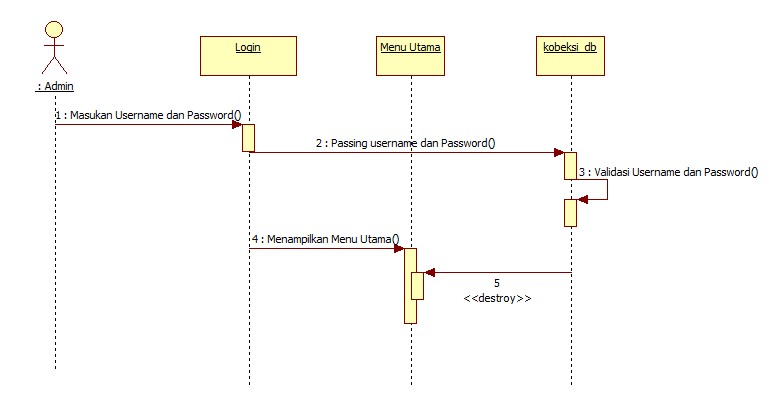 Login
Menu Utama
kobeksi_db
: Admin
1 : Masukan Username dan Password()
2 : Passing username dan Password()
3 : Validasi Username dan Password()
4 : Menampilkan Menu Utama()
5
<<destroy>>